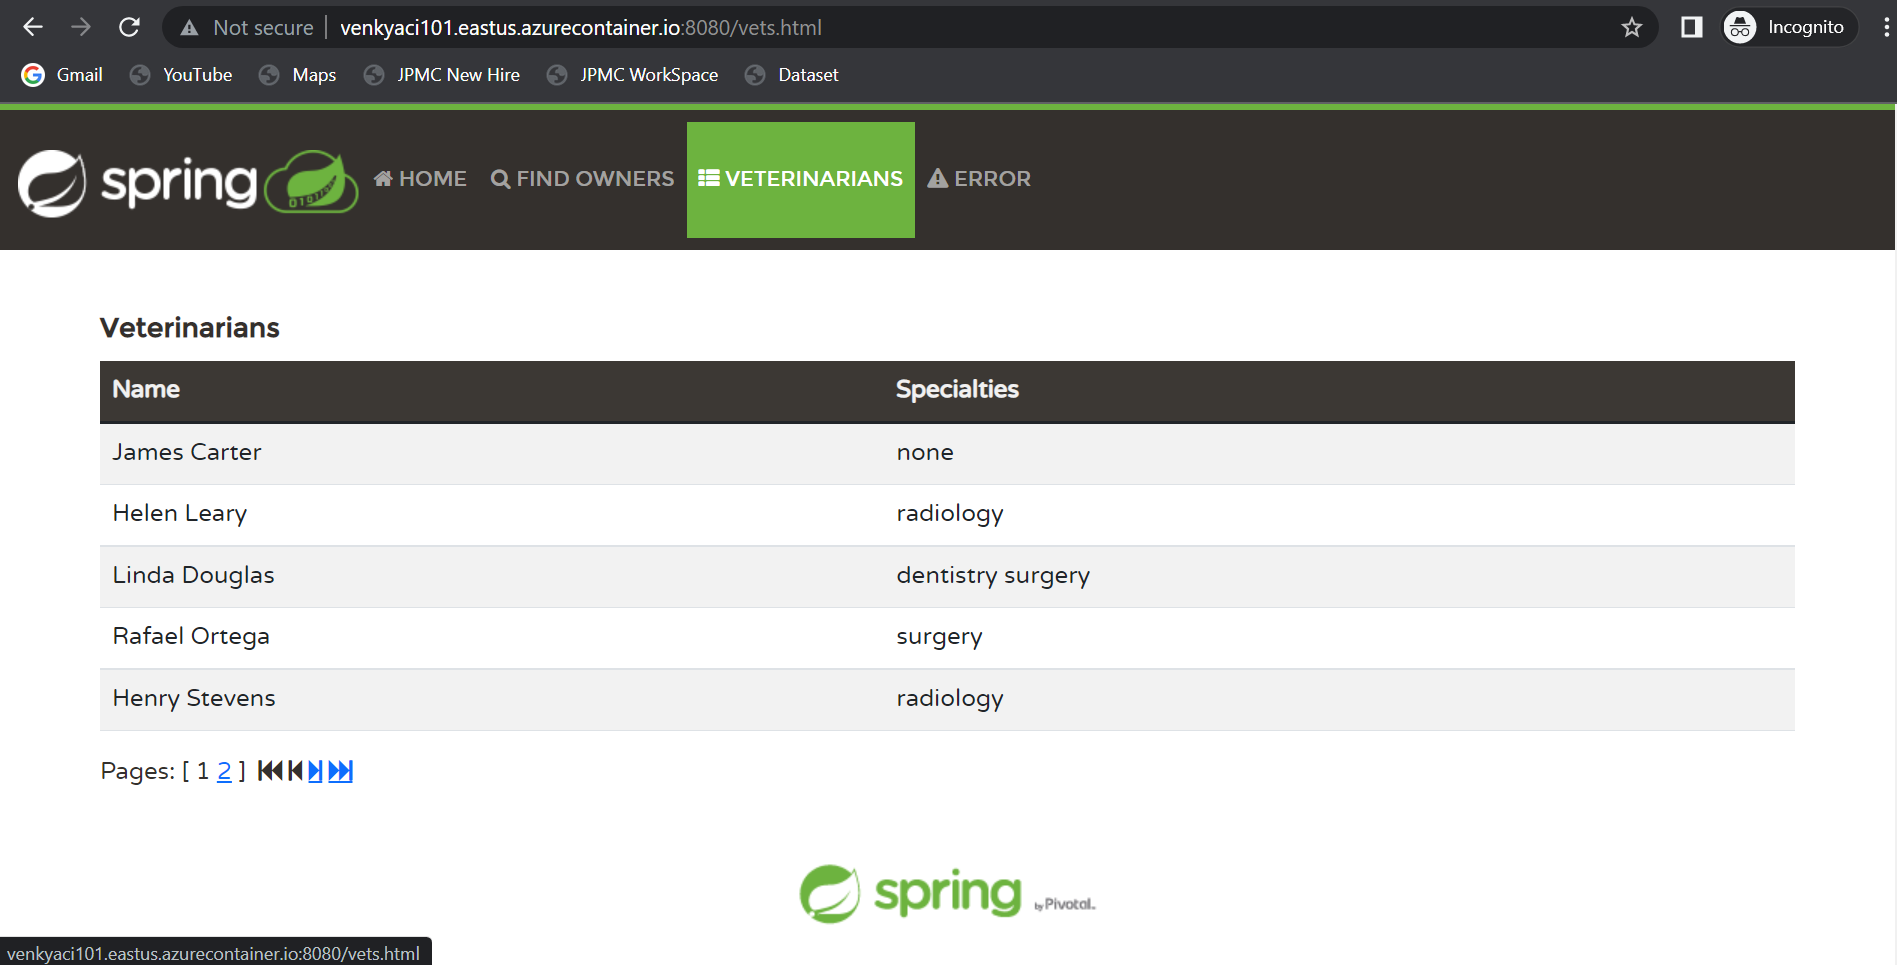 Not secure venkyaci101.eastus.azurecontainer.io:8080/vets.html Incognito
Gmail YouTube Maps JPMC New Hire JPMC WorkSpace Dataset
spring 0101 HOME FIND OWNERS VETERINARIANS ERROR
Veterinarians
Name Specialties
James Carter none
Helen Leary radiology
Linda Douglas dentistry surgery
Rafael Ortega surgery
Henry Stevens radiology
Pages: [ 1 2 ]
spring by Pivotal
venkyaci101.eastus.azurecontainer.io:8080/vets.html